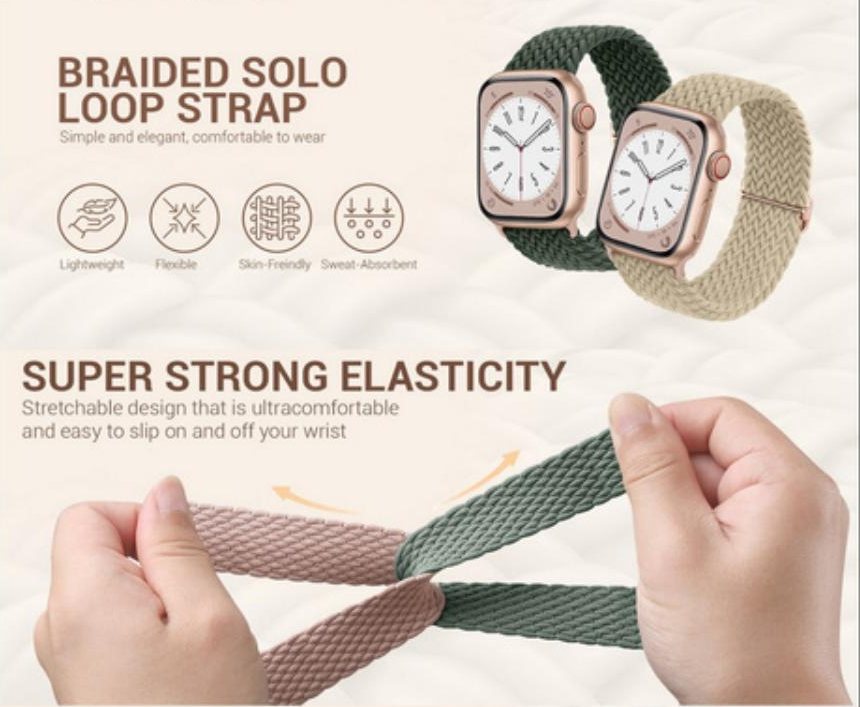 BRAIDED SOLO
LOOP STRAP
Simple and elegant, comfortable to wear
Lightweight
Flexible
Skin-Freindly
Sweat-Absorbent
SUPER STRONG ELASTICITY
Stretchable design that is ultracomfortable
and easy to slip on and off your wrist